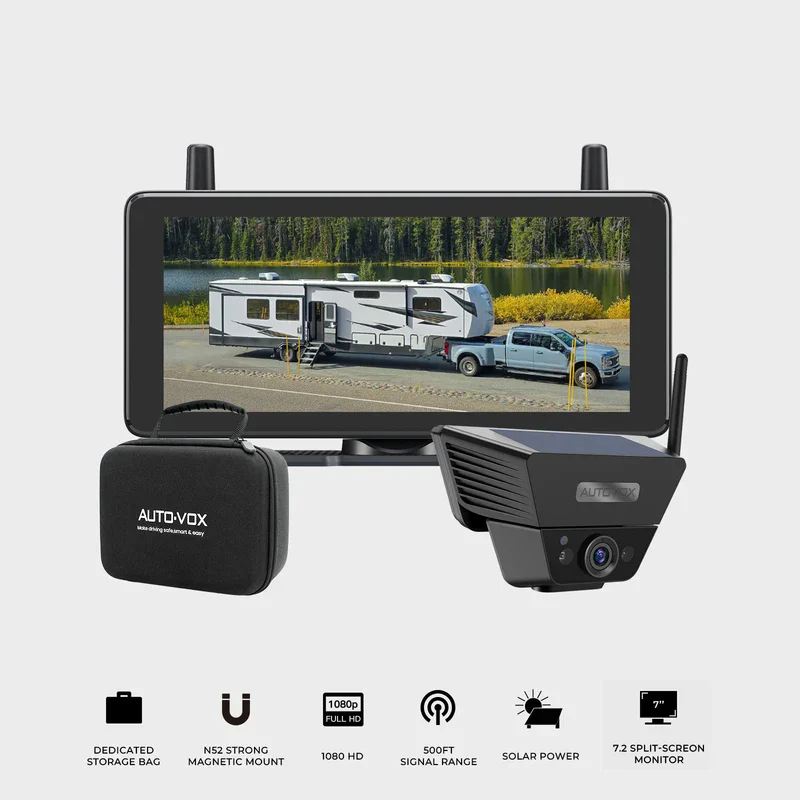 AUTO-VOX
Make driving safe,smart & easy
AUTO-VOX
1080p
FULL HD
7’’
DEDICATED
STORAGE BAG
N52 STRONG
MAGNETIC MOUNT
1080 HD
500FT
SIGNAL RANGE
SOLAR POWER
7.2 SPLIT-SCREON
MONITOR